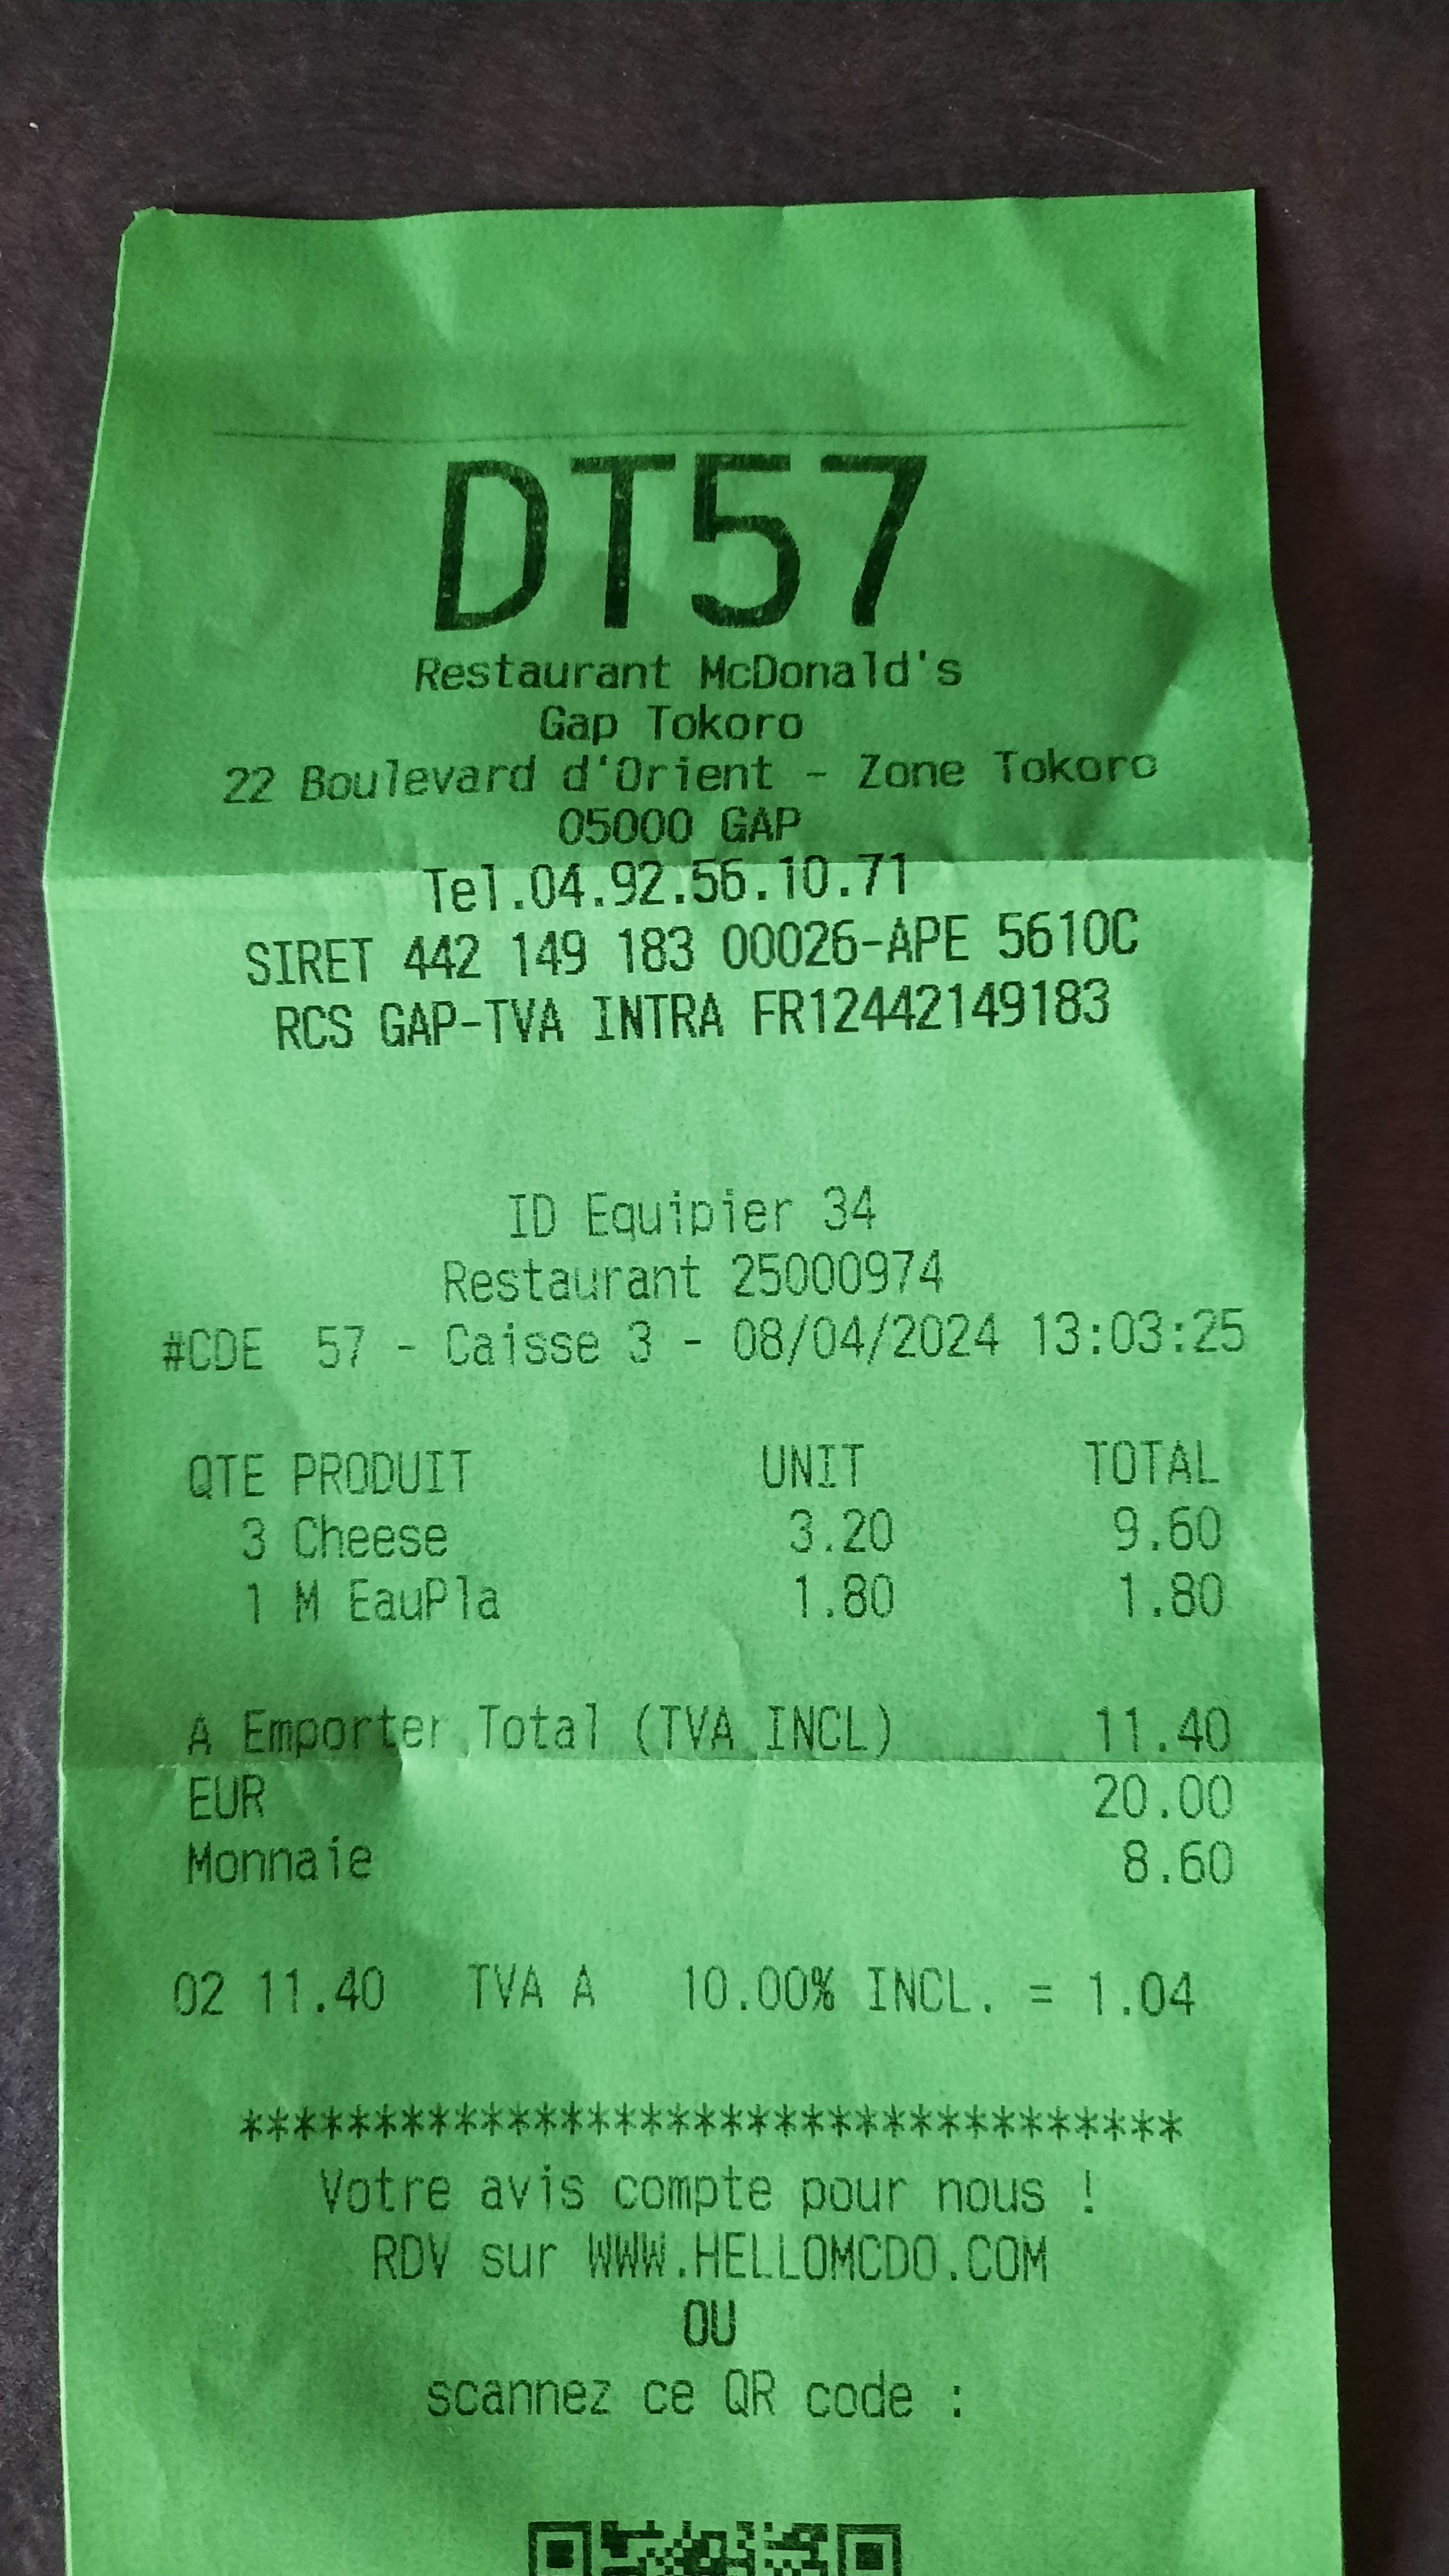 DT57
Restaurant McDonald's
Gap Tokoro
22 Boulevard d'Orient - Zone Tokoro
05000 GAP
Tel.04.92.56.10.71
SIRET 442 149 183 00026-APE 5610C
RCS GAP-TVA INTRA FR12442149183
ID Equipier 34
Restaurant 25000974
#CDE 57 - Caisse 3 - 08/04/2024 13:03:25
QTE PRODUIT UNIT TOTAL
3 Cheese 3.20 9.60
1 M EauPla 1.80 1.80
A Emporter Total (TVA INCL) 11.40
EUR 20.00
Monnaie 8.60
02 11.40 TVA A 10.00% INCL. = 1.04
***********************************
Votre avis compte pour nous !
RDV sur WWW.HELLOMCDO.COM
OU
scannez ce QR code :